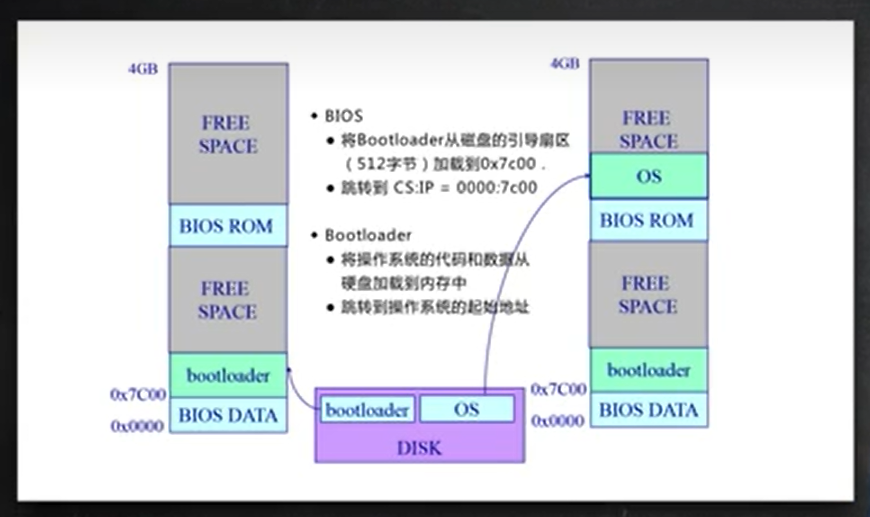 4GB
FREE
SPACE
BIOS ROM
FREE
SPACE
bootloader
0x7C00
BIOS DATA
0x0000
BIOS
将Bootloader从磁盘的引导扇区
（512字节）加载到0x7c00 .
跳转到 CS:IP = 0000:7c00
Bootloader
将操作系统的代码和数据从
硬盘加载到内存中
跳转到操作系统的起始地址
bootloader
OS
DISK
4GB
FREE
SPACE
OS
BIOS ROM
FREE
SPACE
bootloader
0x7C00
BIOS DATA
0x0000